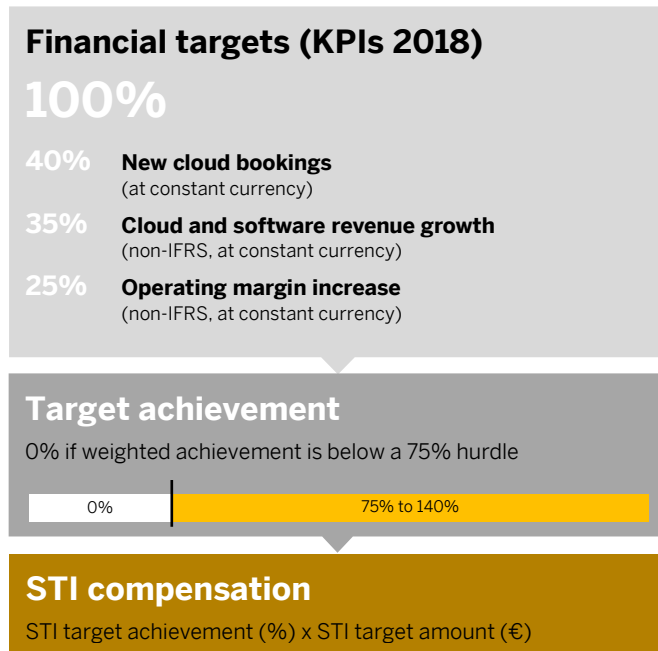 Financial targets (KPIs 2018)
100%
40% New cloud bookings
(at constant currency)
35% Cloud and software revenue growth
(non-IFRS, at constant currency)
25% Operating margin increase
(non-IFRS, at constant currency)
Target achievement
0% if weighted achievement is below a 75% hurdle
0% 75% to 140%
STI compensation
STI target achievement (%) x STI target amount (€)